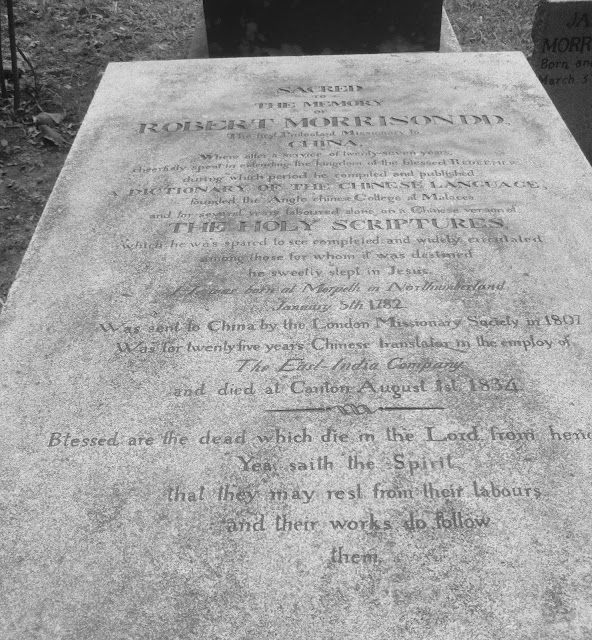 SACRED
TO
THE MEMORY
OF
ROBERT MORRISON D.D.,
The first Protestant Missionary to
CHINA,
Where after a service of twenty-seven years,
cheerfully spent in extending the kingdom of the blessed REDEEMER
during which period he compiled and published
A DICTIONARY OF THE CHINESE LANGUAGE,
founded the Anglo Chinese College at Malacca
and for several years laboured alone on a Chinese version of
THE HOLY SCRIPTURES,
which he was spared to see completed and widely circulated
among those for whom it was destined
he sweetly slept in Jesus.
He was born at Morpeth in Northumberland
January 5th 1782
Was sent to China by the London Missionary Society in 1807
Was for twenty five years Chinese translator in the employ of
The East-India Company
and died at Canton August 1st 1834.
Blessed are the dead which die in the Lord from henc
Yea saith the Spirit,
that they may rest from their labours,
and their works do follow
them.
JA
MORR
Born
March